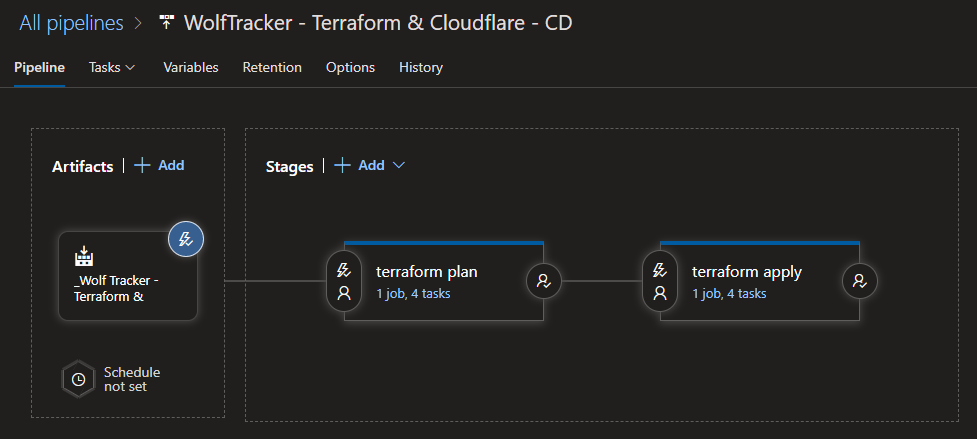 All pipelines > WolfTracker - Terraform & Cloudflare - CD
Pipeline Tasks Variables Retention Options History
Artifacts | + Add
Stages | + Add
_Wolf Tracker -
Terraform &
terraform plan
1 job, 4 tasks
terraform apply
1 job, 4 tasks
Schedule
not set